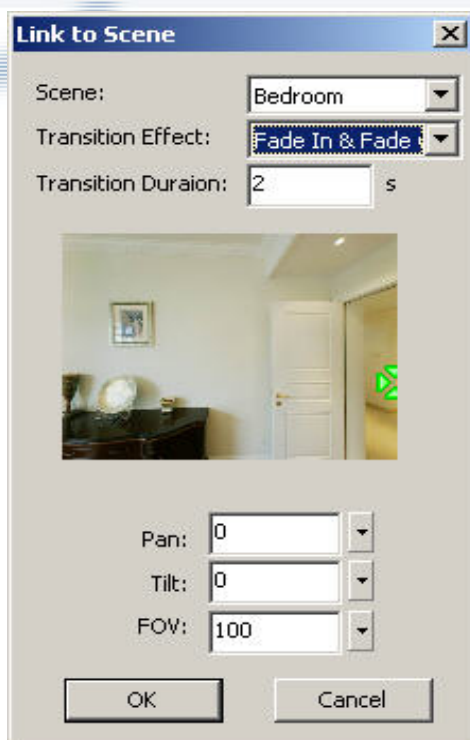 Link to Scene
Scene: Bedroom
Transition Effect: Fade In & Fade
Transition Duraion: 2 s
Pan: 0
Tilt: 0
FOV: 100
OK Cancel